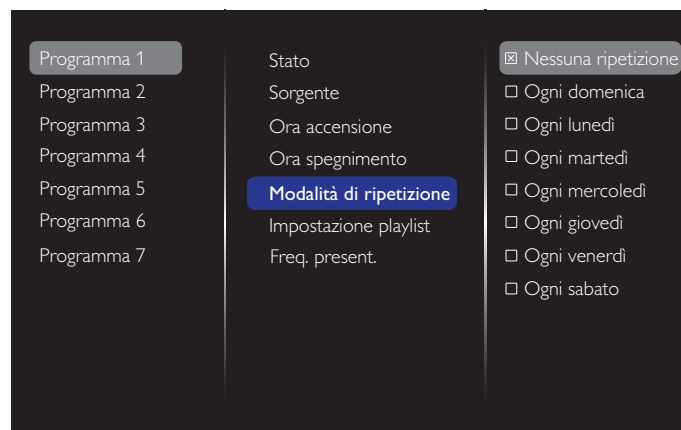 Programma 1
Programma 2
Programma 3
Programma 4
Programma 5
Programma 6
Programma 7
Stato
Sorgente
Ora accensione
Ora spegnimento
Modalità di ripetizione
Impostazione playlist
Freq. present.
☒ Nessuna ripetizione
☐ Ogni domenica
☐ Ogni lunedì
☐ Ogni martedì
☐ Ogni mercoledì
☐ Ogni giovedì
☐ Ogni venerdì
☐ Ogni sabato